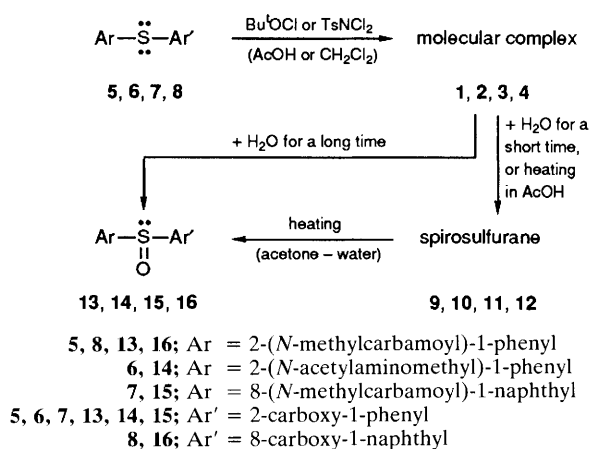 Ar—S̈—Ar′
Bu^tOCl or TsNCl₂
(AcOH or CH₂Cl₂)
molecular complex
5, 6, 7, 8
1, 2, 3, 4
+ H₂O for a long time
+ H₂O for a
short time,
or heating
in AcOH
Ar—S̈—Ar′
O
heating
(acetone – water)
spirosulfurane
13, 14, 15, 16
9, 10, 11, 12
5, 8, 13, 16; Ar = 2-(N-methylcarbamoyl)-1-phenyl
6, 14; Ar = 2-(N-acetylaminomethyl)-1-phenyl
7, 15; Ar = 8-(N-methylcarbamoyl)-1-naphthyl
5, 6, 7, 13, 14, 15; Ar′ = 2-carboxy-1-phenyl
8, 16; Ar′ = 8-carboxy-1-naphthyl